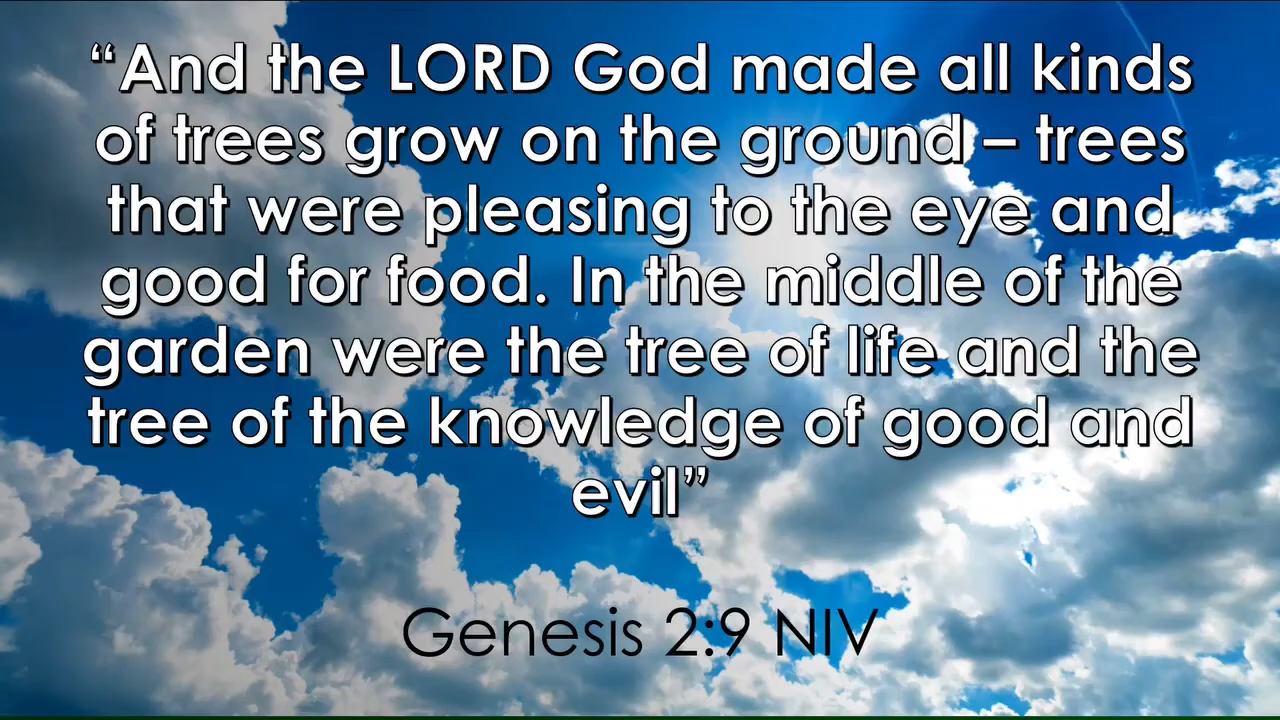 “And the LORD God made all kinds
of trees grow on the ground – trees
that were pleasing to the eye and
good for food. In the middle of the
garden were the tree of life and the
tree of the knowledge of good and
evil”
Genesis 2:9 NIV